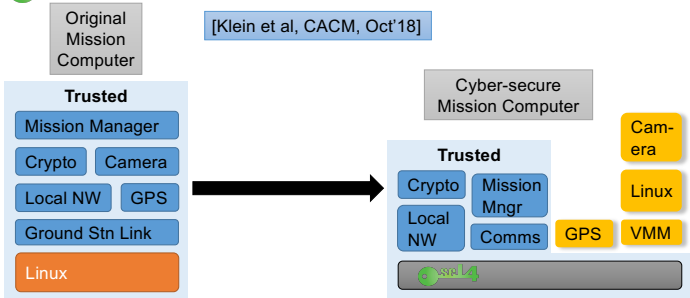 Original
Mission
Computer
[Klein et al, CACM, Oct'18]
Trusted
Mission Manager
Crypto
Camera
Local NW
GPS
Ground Stn Link
Linux
Cyber-secure
Mission Computer
Trusted
Crypto
Mission
Mngr
Local
NW
Comms
GPS
Cam-
era
Linux
VMM
seL4